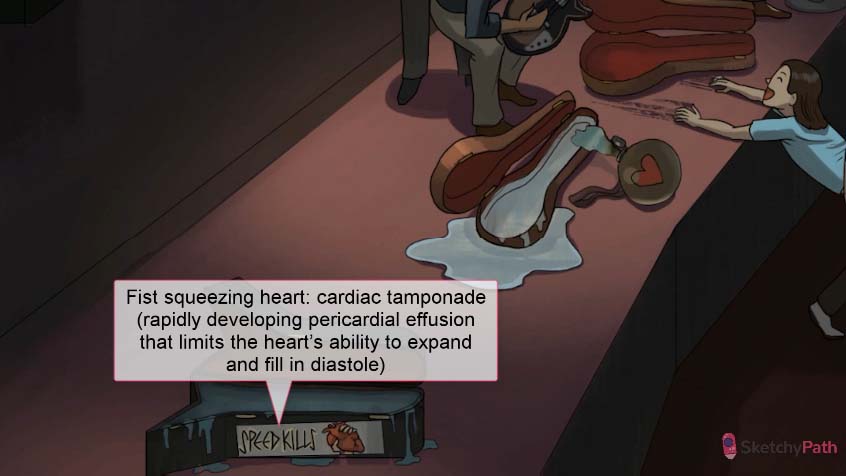 Fist squeezing heart: cardiac tamponade
(rapidly developing pericardial effusion
that limits the heart's ability to expand
and fill in diastole)
SPEED KILLS
SketchyPath